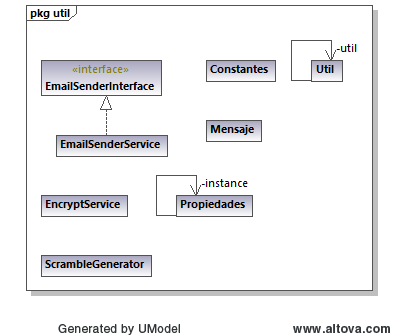 pkg util
«interface»
EmailSenderInterface
Constantes
-util
Util
EmailSenderService
Mensaje
EncryptService
-instance
Propiedades
ScrambleGenerator
Generated by UModel
www.altova.com